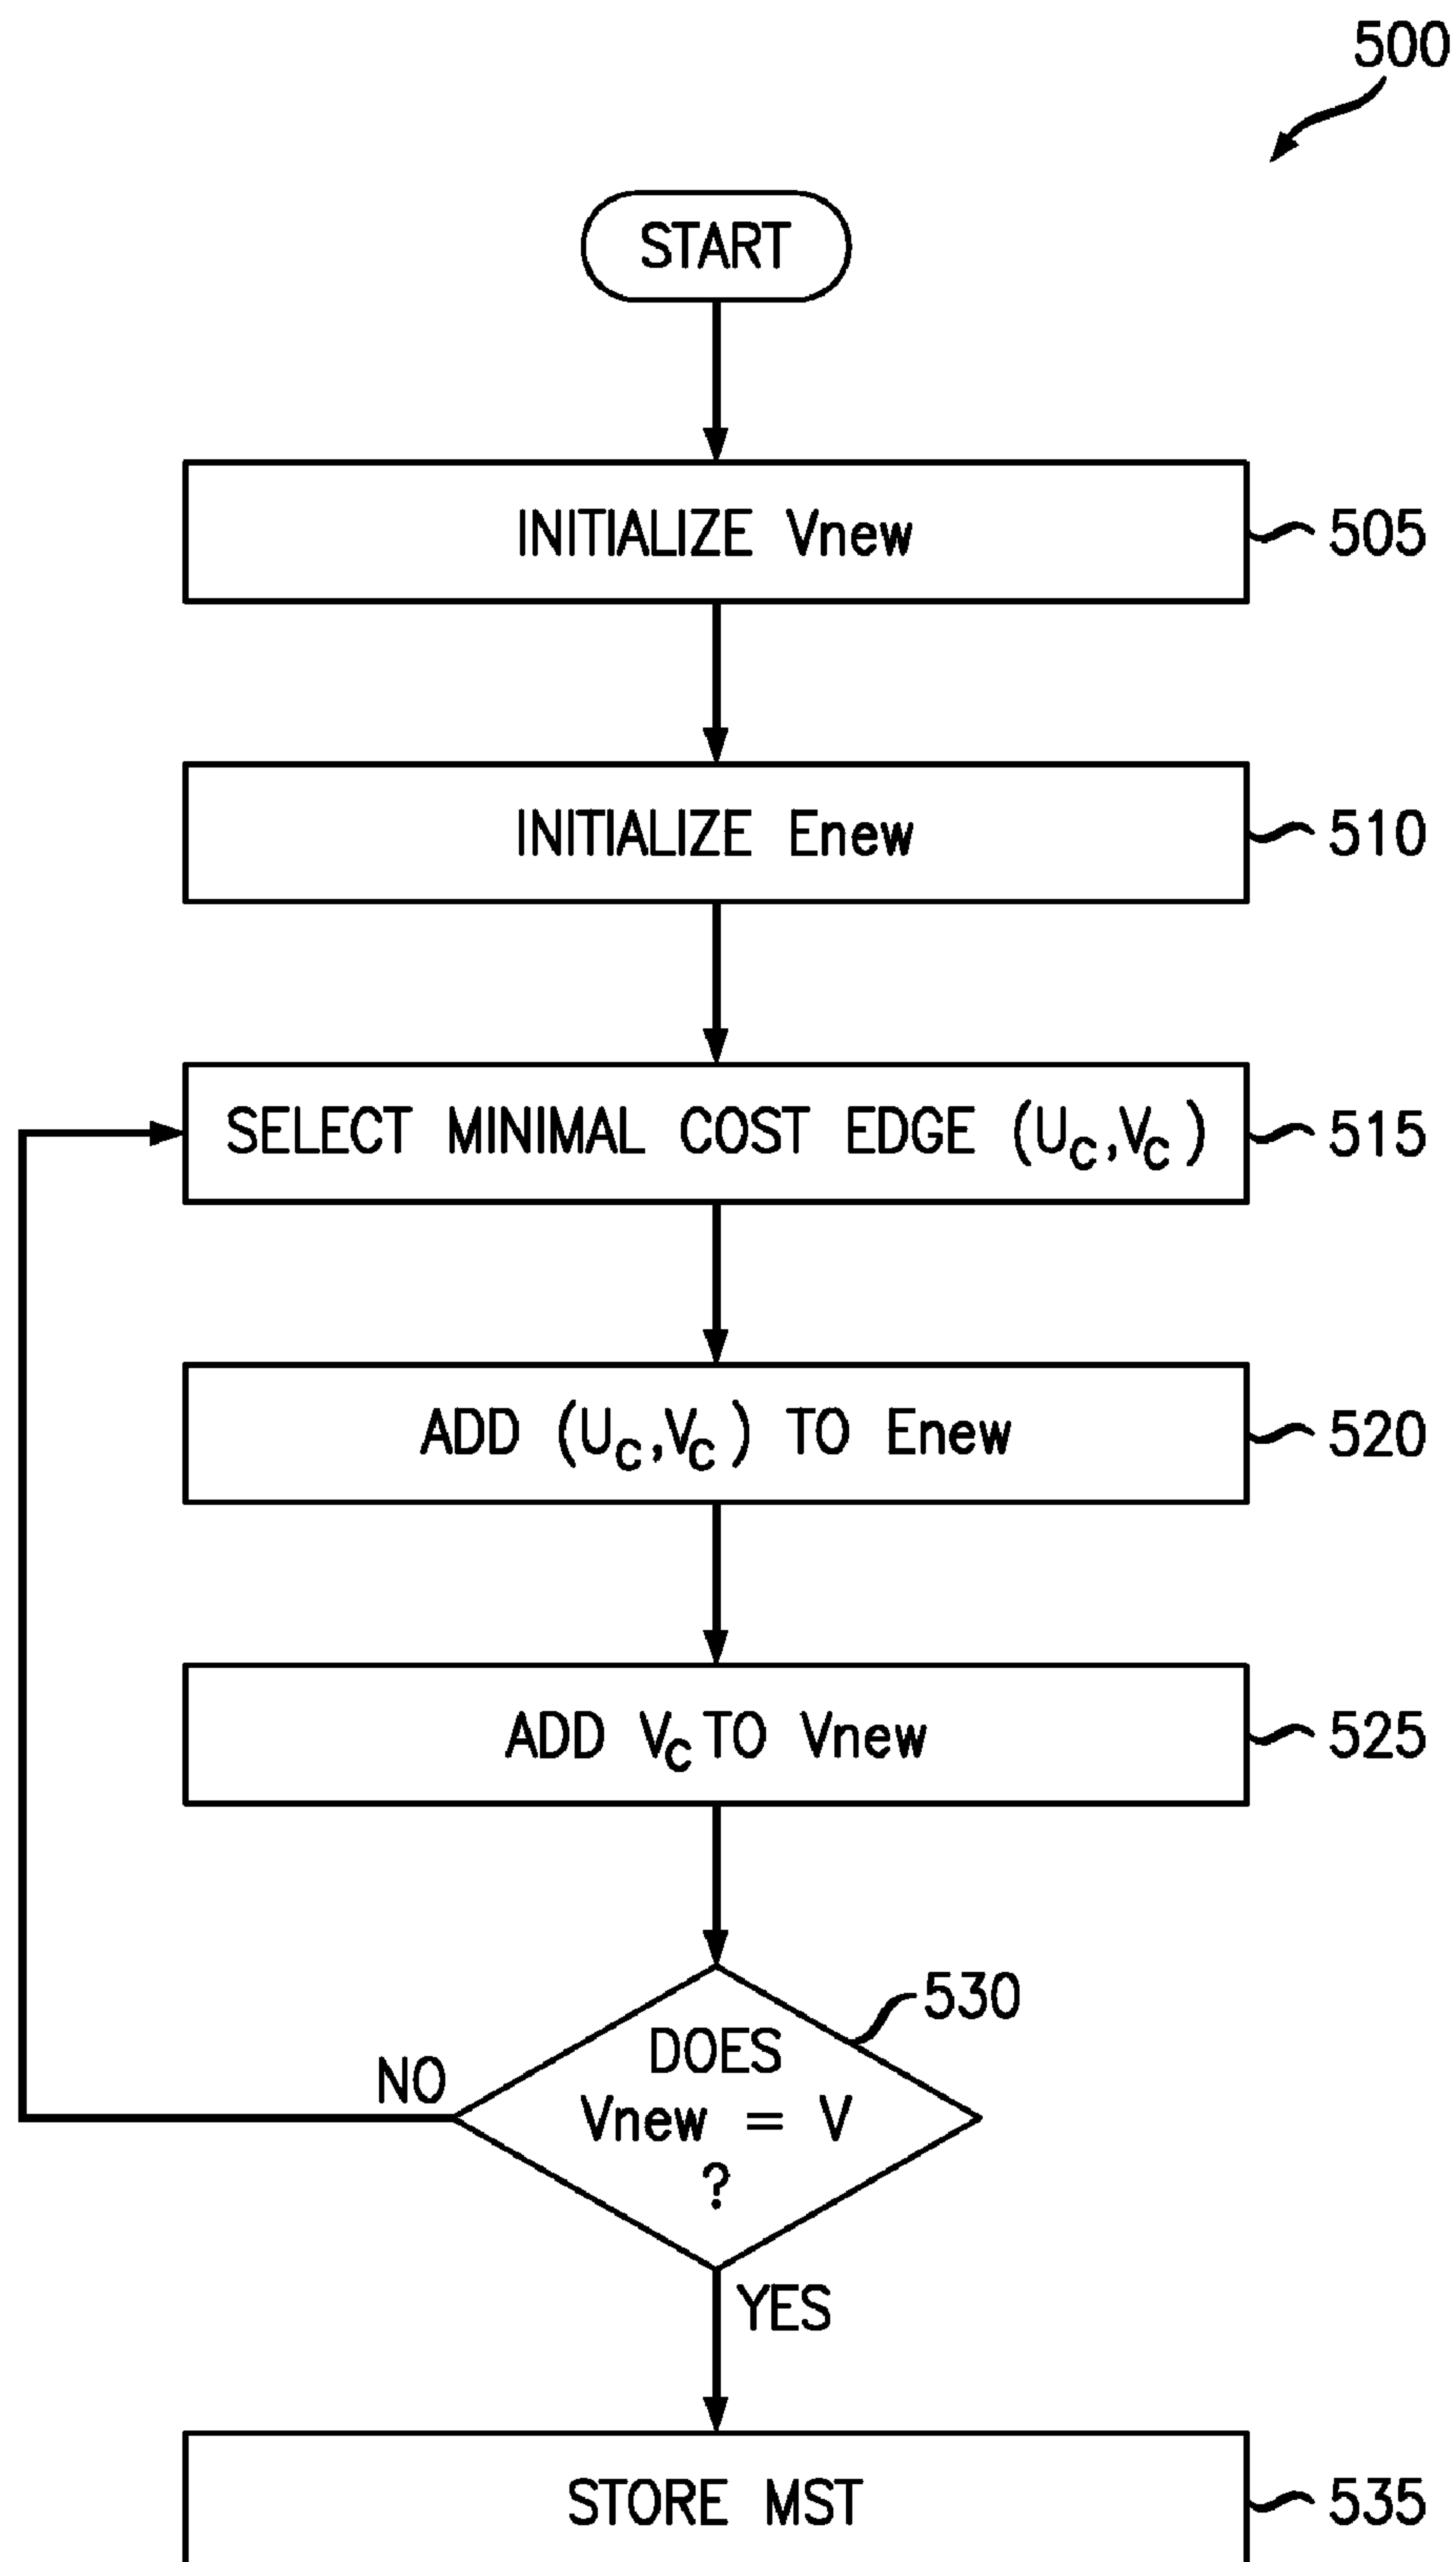 500
START
INITIALIZE Vnew
505
INITIALIZE Enew
510
SELECT MINIMAL COST EDGE (Uc,Vc)
515
ADD (Uc,Vc) TO Enew
520
ADD Vc TO Vnew
525
530
DOES
Vnew = V
?
NO
YES
STORE MST
535